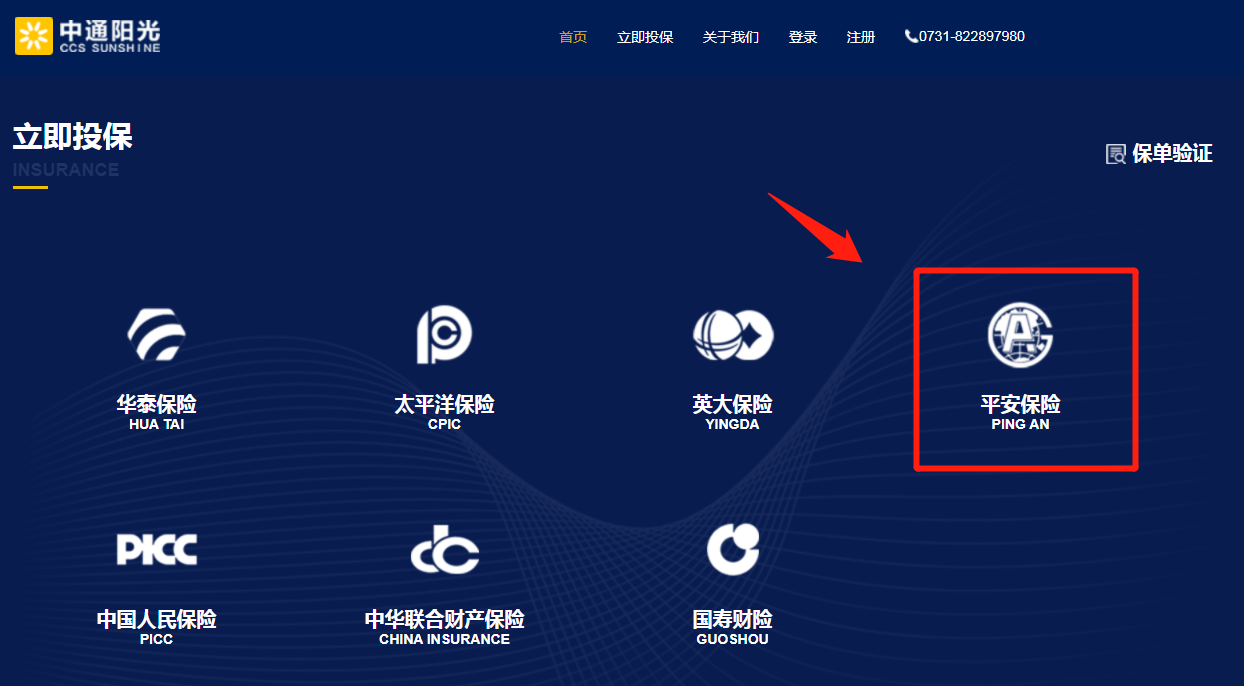 中通阳光
CCS SUNSHINE
首页 立即投保 关于我们 登录 注册 0731-822897980
立即投保
INSURANCE
保单验证
华泰保险
HUA TAI
太平洋保险
CPIC
英大保险
YINGDA
平安保险
PING AN
PICC
中国人民保险
PICC
中华联合财产保险
CHINA INSURANCE
国寿财险
GUOSHOU